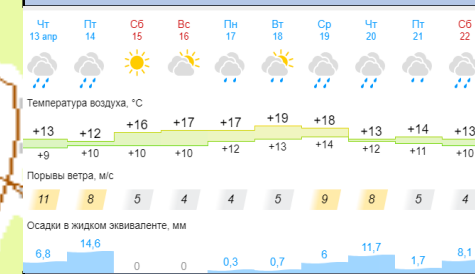 Чт Пт Сб Вс Пн Вт Ср Чт Пт Сб
13 апр 14 15 16 17 18 19 20 21 22
Температура воздуха, °C
+13 +12 +16 +17 +17 +19 +18 +13 +14 +13
+9 +10 +10 +10 +12 +13 +14 +12 +11 +10
Порывы ветра, м/с
11 8 5 4 4 5 9 8 5 4
Осадки в жидком эквиваленте, мм
6,8 14,6 0 0 0,3 0,7 6 11,7 1,7 8,1